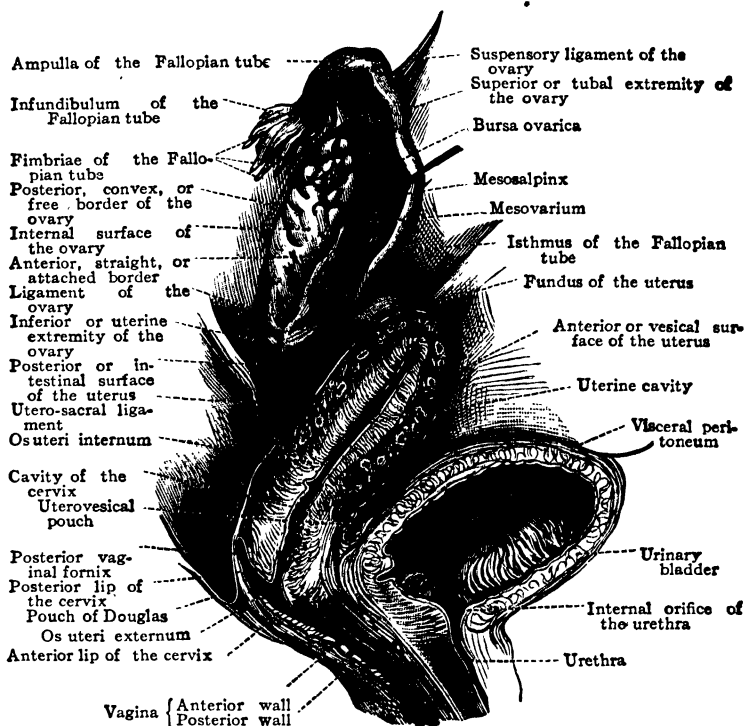 Ampulla of the Fallopian tube
Infundibulum of the
Fallopian tube
Fimbriae of the Fallo-
pian tube
Posterior, convex, or
free border of the
ovary
Internal surface of
the ovary
Anterior, straight, or
attached border
Ligament of the
ovary
Inferior or uterine
extremity of the
ovary
Posterior or in-
testinal surface
of the uterus
Utero-sacral liga-
ment
Os uteri internum
Cavity of the
cervix
Uterovesical
pouch
Posterior vag-
inal fornix
Posterior lip of
the cervix
Pouch of Douglas
Os uteri externum
Anterior lip of the cervix
Vagina { Anterior wall
Posterior wall
Suspensory ligament of the
ovary
Superior or tubal extremity of
the ovary
Bursa ovarica
Mesosalpinx
Mesovarium
Isthmus of the Fallopian
tube
Fundus of the uterus
Anterior or vesical sur-
face of the uterus
Uterine cavity
Visceral peri-
toneum
Urinary
bladder
Internal orifice of
the urethra
Urethra